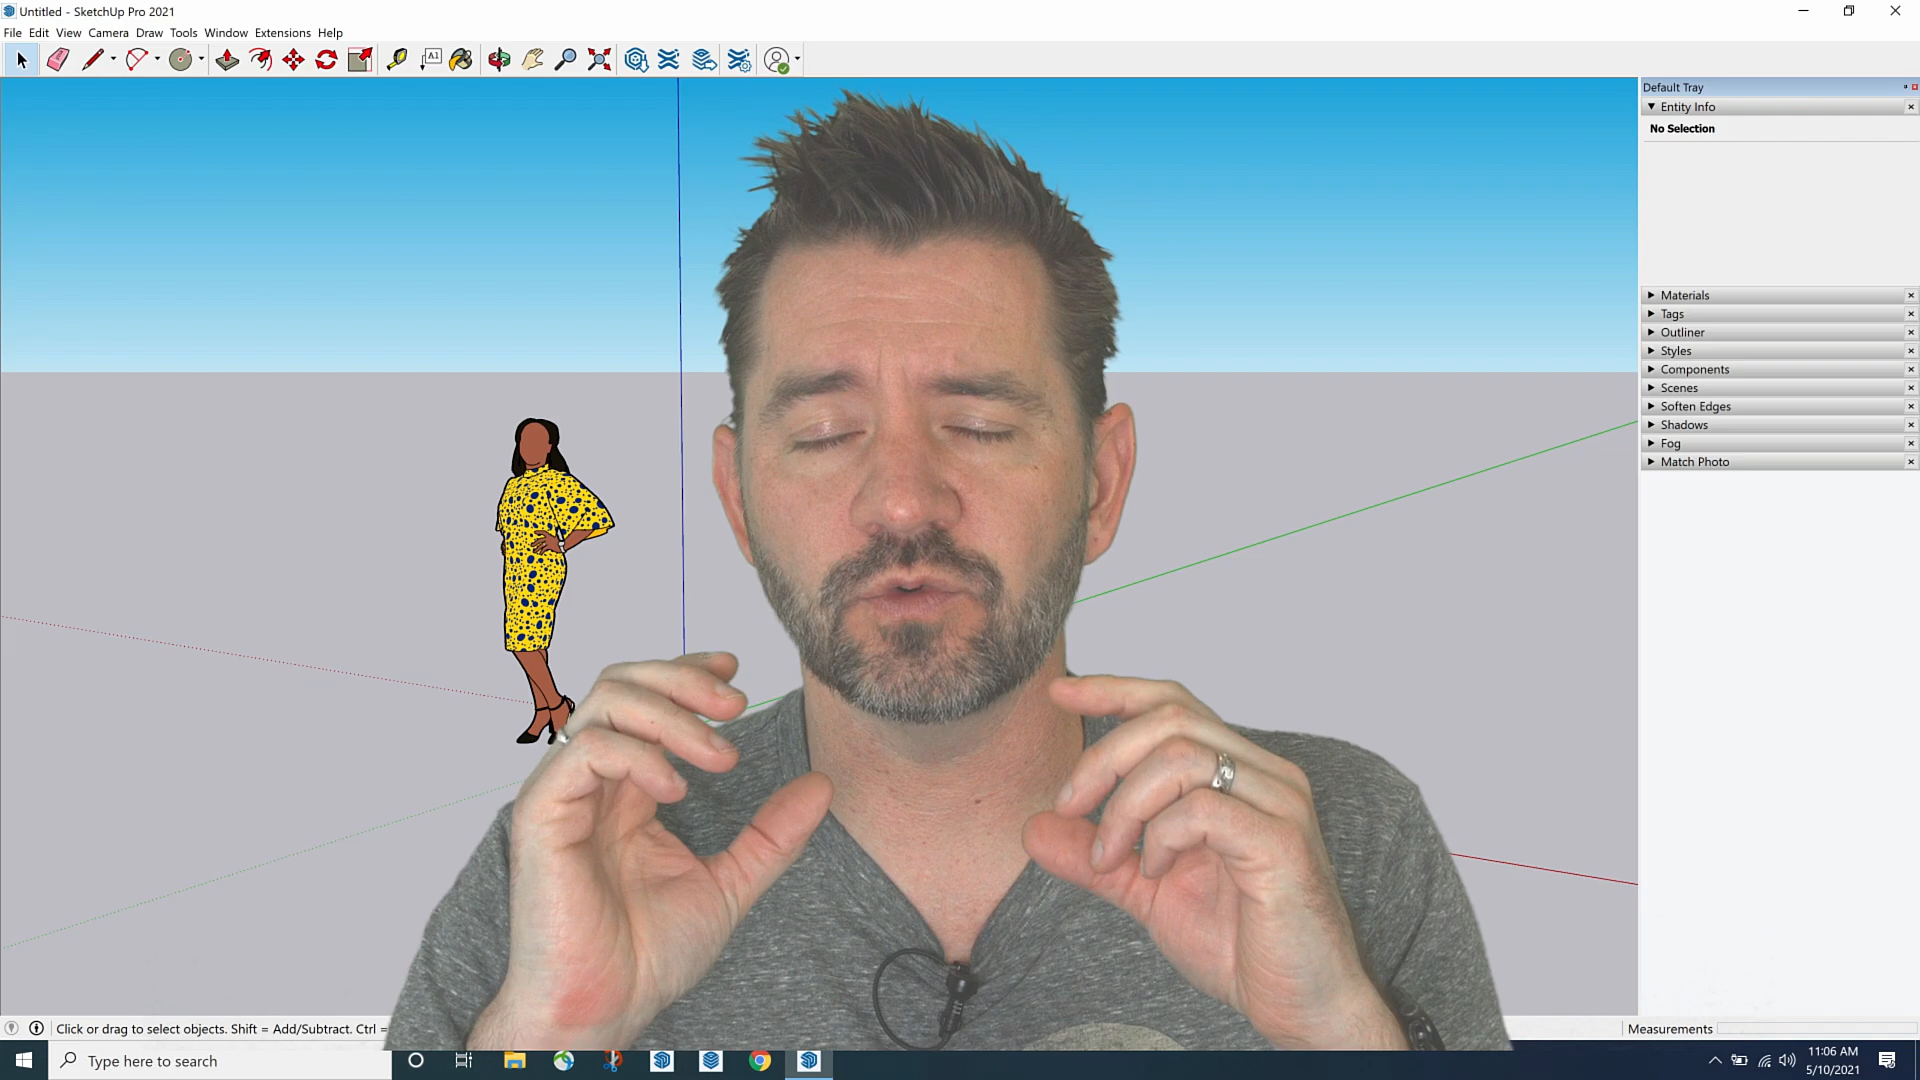 Untitled - SketchUp Pro 2021
File Edit View Camera Draw Tools Window Extensions Help
A1
Default Tray
Entity Info
No Selection
Materials
Tags
Outliner
Styles
Components
Scenes
Soften Edges
Shadows
Fog
Match Photo
Click or drag to select objects. Shift = Add/Subtract. Ctrl =
Measurements
Type here to search
11:06 AM
5/10/2021